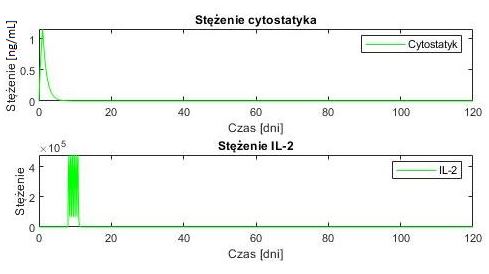 Stężenie cytostatyka
Stężenie [ng/mL]
1
0.5
0
Cytostatyk
0 20 40 60 80 100 120
Czas [dni]
Stężenie IL-2
×10^5
Stężenie
4
2
0
IL-2
0 20 40 60 80 100 120
Czas [dni]